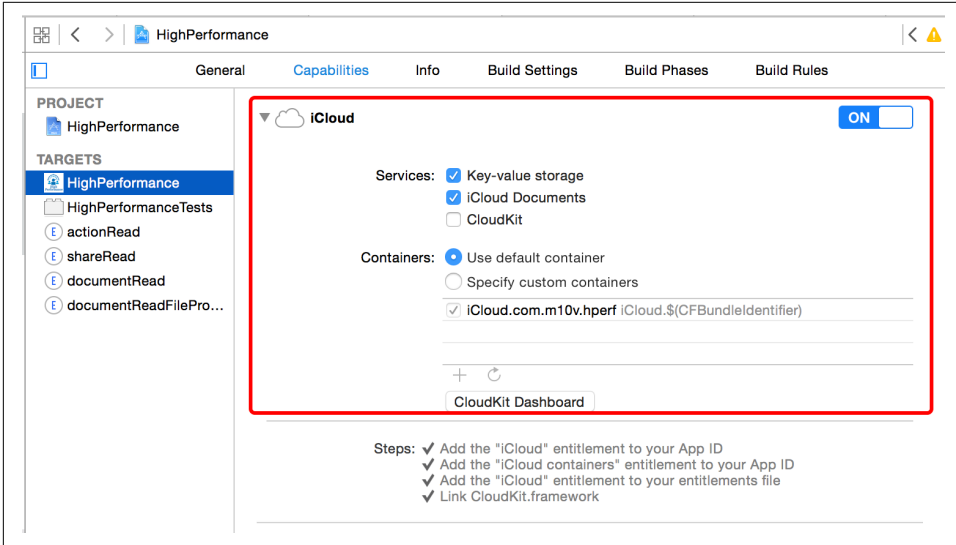 HighPerformance
General Capabilities Info Build Settings Build Phases Build Rules
PROJECT
HighPerformance
TARGETS
HighPerformance
HighPerformanceTests
E actionRead
E shareRead
E documentRead
E documentReadFilePro...
iCloud ON
Services: Key-value storage
iCloud Documents
CloudKit
Containers: Use default container
Specify custom containers
iCloud.com.m10v.hperf iCloud.$(CFBundleIdentifier)
CloudKit Dashboard
Steps: ✔ Add the "iCloud" entitlement to your App ID
✔ Add the "iCloud containers" entitlement to your App ID
✔ Add the "iCloud" entitlement to your entitlements file
✔ Link CloudKit.framework